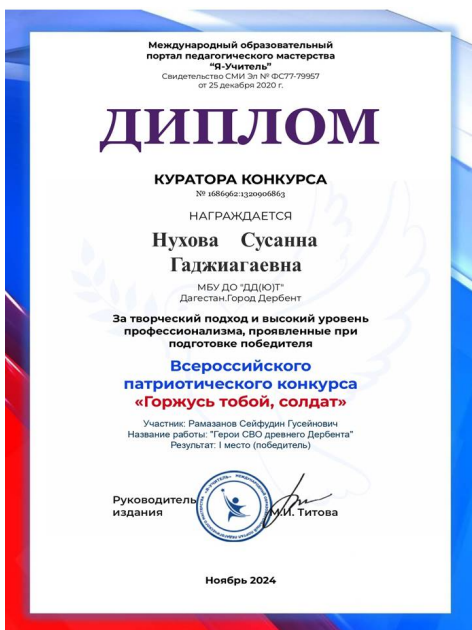 Международный образовательный
портал педагогического мастерства
“Я-Учитель”
Свидетельство СМИ Эл № ФС77-79957
от 25 декабря 2020 г.
ДИПЛОМ
КУРАТОРА КОНКУРСА
№ 1686962:1320906863
НАГРАЖДАЕТСЯ
Нухова Сусанна
Гаджиагаевна
МБУ ДО "ДД(Ю)Т"
Дагестан.Город Дербент
За творческий подход и высокий уровень
профессионализма, проявленные при
подготовке победителя
Всероссийского
патриотического конкурса
«Горжусь тобой, солдат»
Участник: Рамазанов Сейфудин Гусейнович
Название работы: "Герои СВО древнего Дербента"
Результат: I место (победитель)
Руководитель
издания
М.И. Титова
Ноябрь 2024